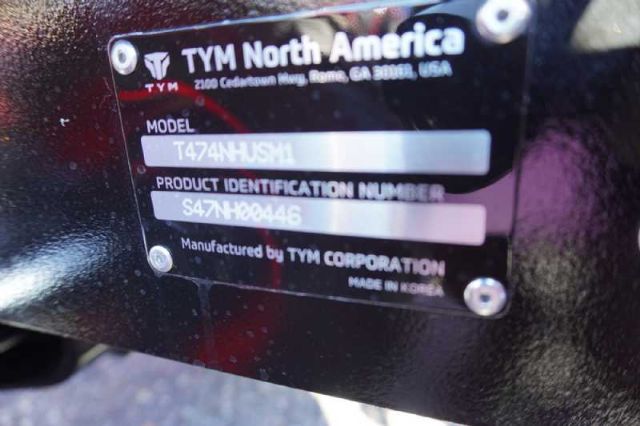 TYM North America
TYM
2100 Cedartown Hwy, Rome, GA 30161, USA
MODEL
T474NHUSM1
PRODUCT IDENTIFICATION NUMBER
S47NH00446
Manufactured by TYM CORPORATION
MADE IN KOREA